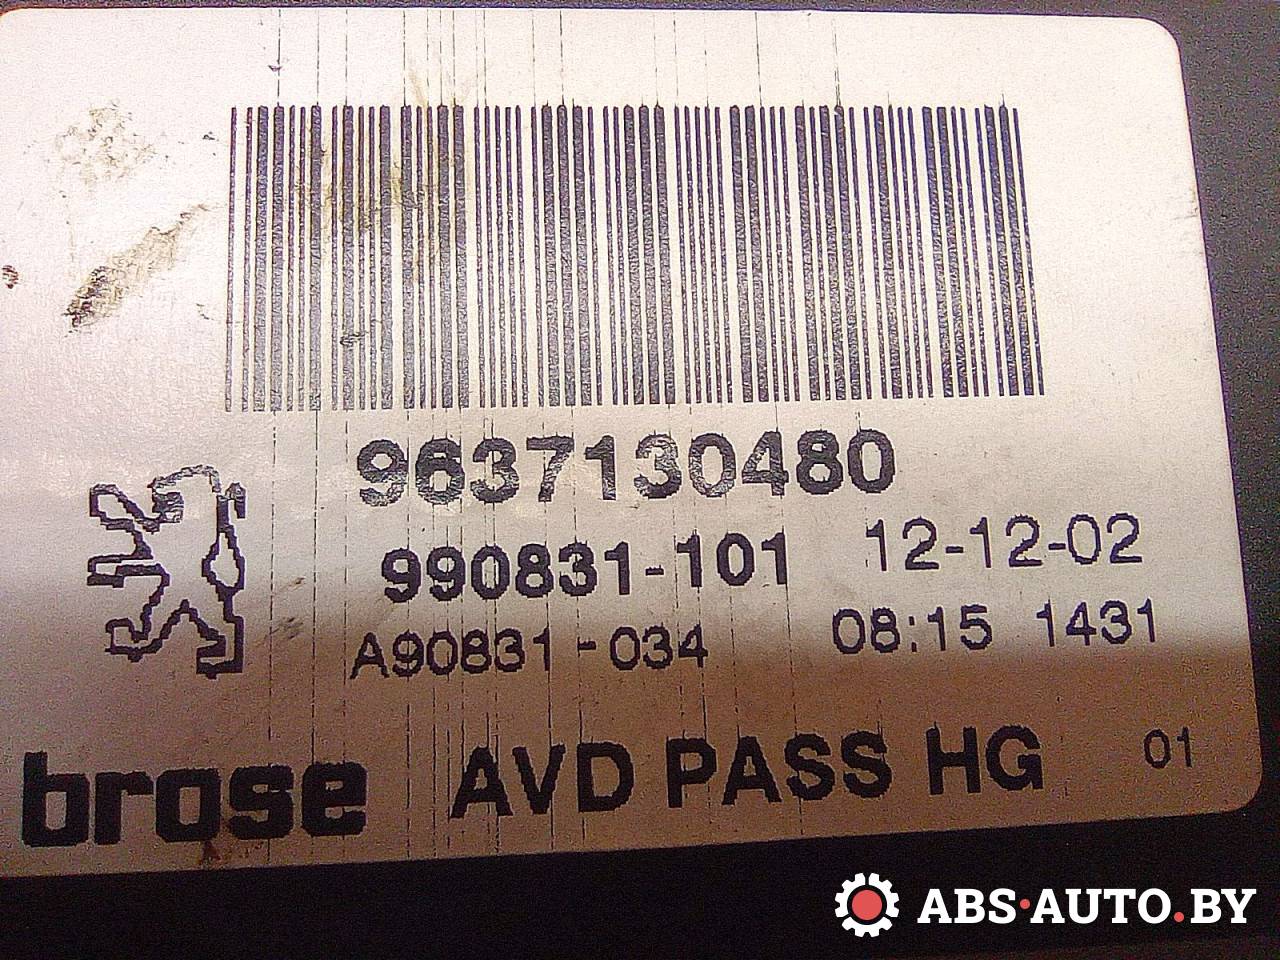 9637130480
990831-101 12-12-02
A90831-034 08:15 1431
brose AVD PASS HG 01
ABS·AUTO.BY